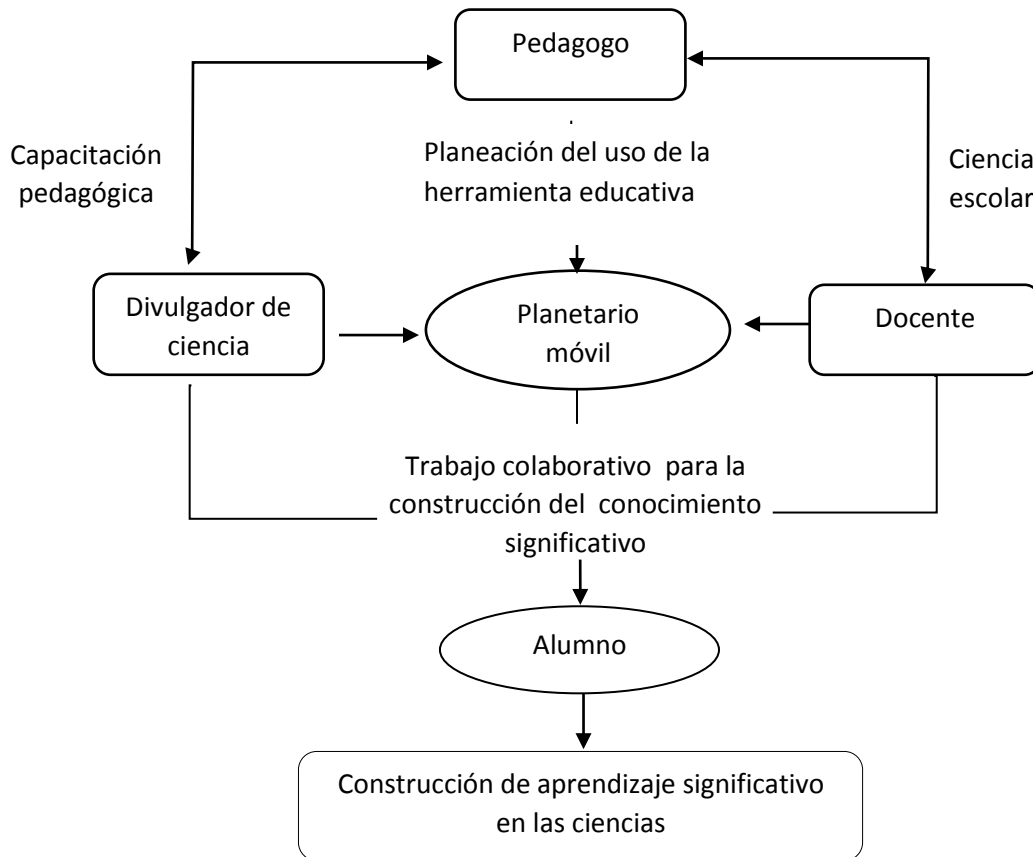 Pedagogo
Capacitación
pedagógica
Planeación del uso de la
herramienta educativa
Ciencia
escolar
Divulgador de
ciencia
Planetario
móvil
Docente
Trabajo colaborativo para la
construcción del conocimiento
significativo
Alumno
Construcción de aprendizaje significativo
en las ciencias